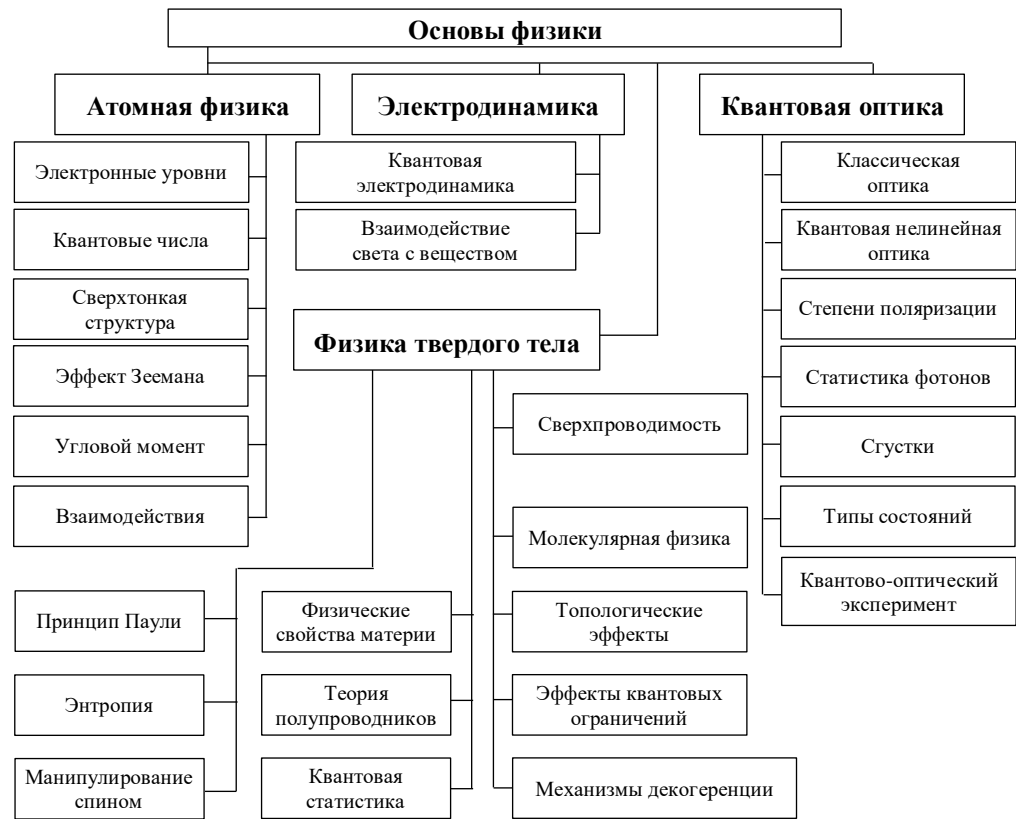 Основы физики
Атомная физика
Электродинамика
Квантовая оптика
Электронные уровни
Квантовые числа
Сверхтонкая
структура
Эффект Зеемана
Угловой момент
Взаимодействия
Квантовая
электродинамика
Взаимодействие
света с веществом
Классическая
оптика
Квантовая нелинейная
оптика
Степени поляризации
Статистика фотонов
Сгустки
Типы состояний
Квантово-оптический
эксперимент
Физика твердого тела
Принцип Паули
Энтропия
Манипулирование
спином
Физические
свойства материи
Теория
полупроводников
Квантовая
статистика
Сверхпроводимость
Молекулярная физика
Топологические
эффекты
Эффекты квантовых
ограничений
Механизмы декогеренции